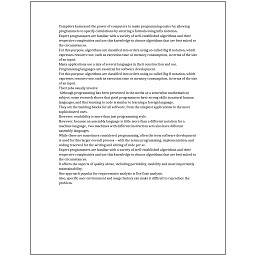 Compilers harnessed the power of computers to make programming easier by allowing
programmers to specify calculations by entering a formula using infix notation.
Expert programmers are familiar with a variety of well-established algorithms and their
respective complexities and use this knowledge to choose algorithms that are best suited to
the circumstances.
For this purpose, algorithms are classified into orders using so-called Big O notation, which
expresses resource use, such as execution time or memory consumption, in terms of the size
of an input.
Many applications use a mix of several languages in their construction and use.
Programming languages are essential for software development.
For this purpose, algorithms are classified into orders using so-called Big O notation, which
expresses resource use, such as execution time or memory consumption, in terms of the size
of an input.
Their jobs usually involve:
Although programming has been presented in the media as a somewhat mathematical
subject, some research shows that good programmers have strong skills in natural human
languages, and that learning to code is similar to learning a foreign language.
They are the building blocks for all software, from the simplest applications to the most
sophisticated ones.
However, readability is more than just programming style.
However, because an assembly language is little more than a different notation for a
machine language, two machines with different instruction sets also have different
assembly languages.
While these are sometimes considered programming, often the term software development
is used for this larger overall process – with the terms programming, implementation, and
coding reserved for the writing and editing of code per se.
Expert programmers are familiar with a variety of well-established algorithms and their
respective complexities and use this knowledge to choose algorithms that are best suited to
the circumstances.
It affects the aspects of quality above, including portability, usability and most importantly
maintainability.
One approach popular for requirements analysis is Use Case analysis.
Also, specific user environment and usage history can make it difficult to reproduce the
problem.